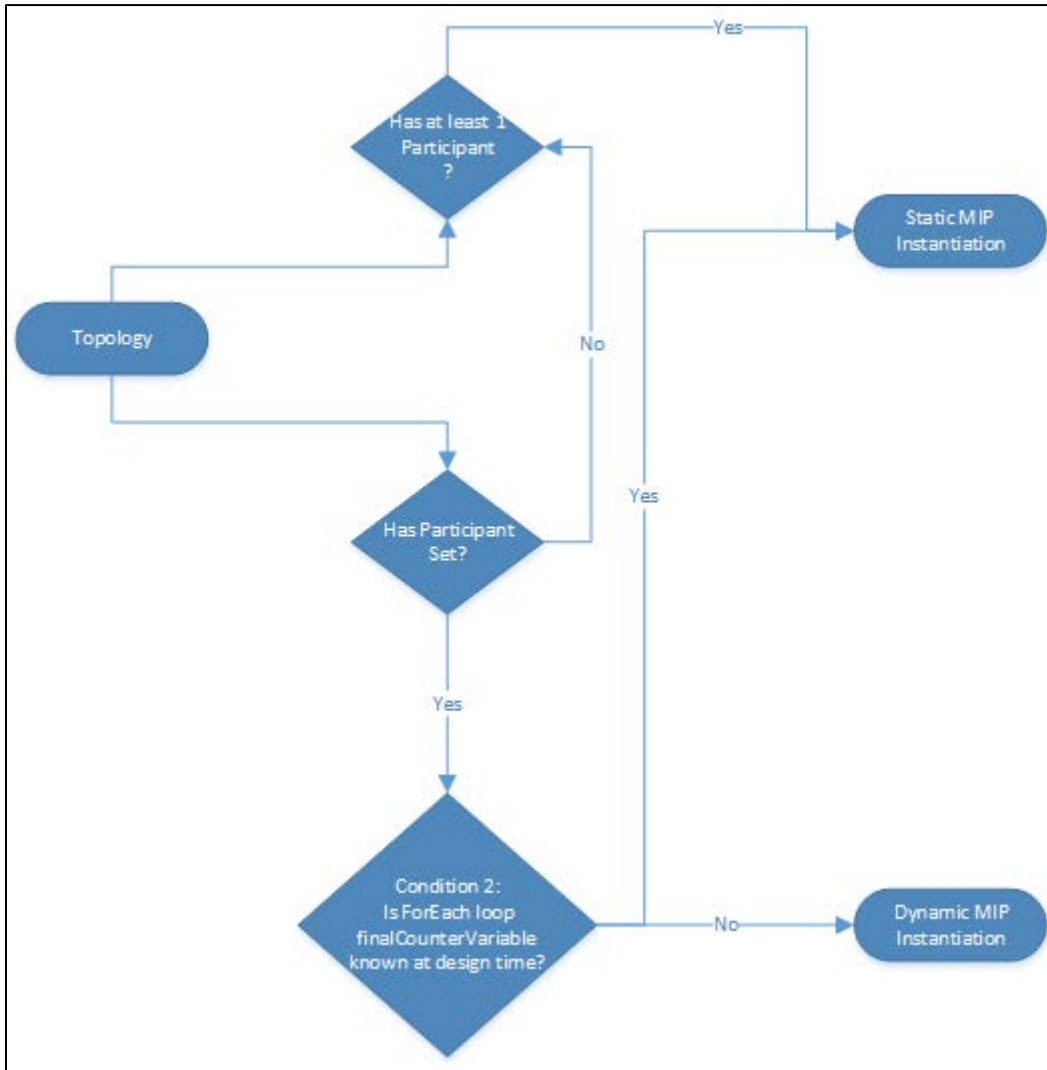 Yes
Has at least 1
Participant
?
Static MIP
Instantiation
Topology
No
Yes
Has Participant
Set?
Yes
Condition 2:
Is ForEach loop
finalCounterVariable
known at design time?
No
Dynamic MIP
Instantiation